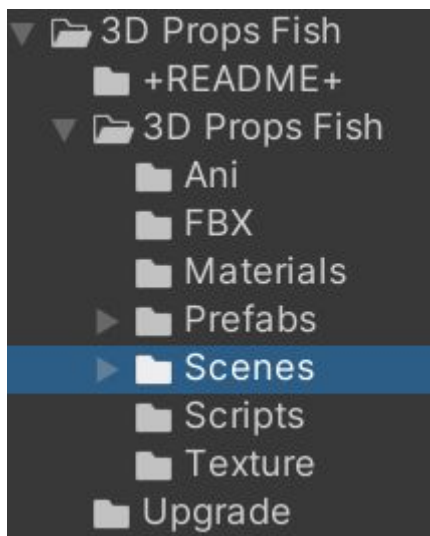 3D Props Fish
+README+
3D Props Fish
Ani
FBX
Materials
Prefabs
Scenes
Scripts
Texture
Upgrade